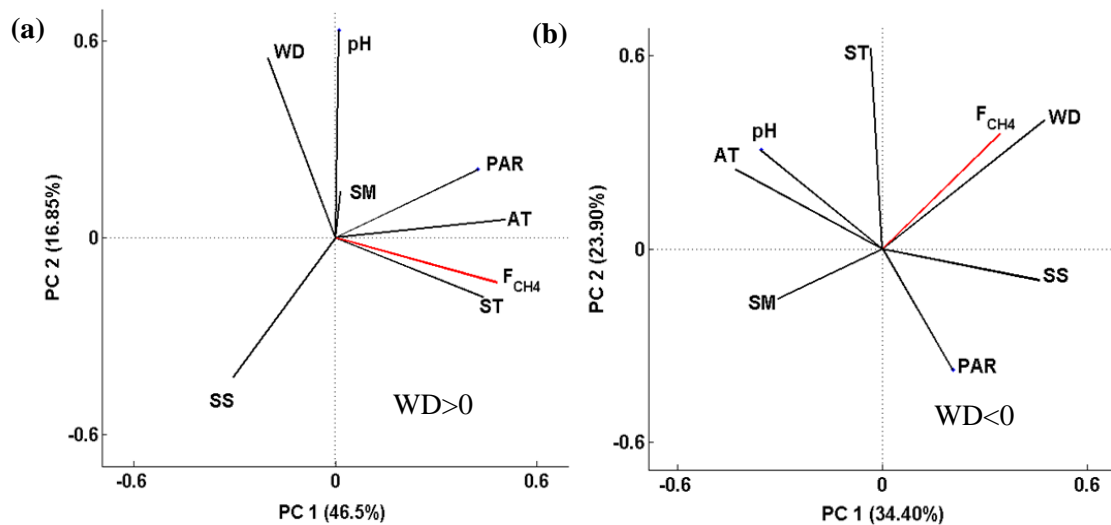 (a)
0.6
0
-0.6
PC 2 (16.85%)
WD
pH
PAR
SM
AT
F_CH4
ST
SS
WD>0
-0.6
0
0.6
PC 1 (46.5%)
(b)
0.6
0
-0.6
PC 2 (23.90%)
ST
F_CH4
WD
pH
AT
SS
SM
PAR
WD<0
-0.6
0
0.6
PC 1 (34.40%)